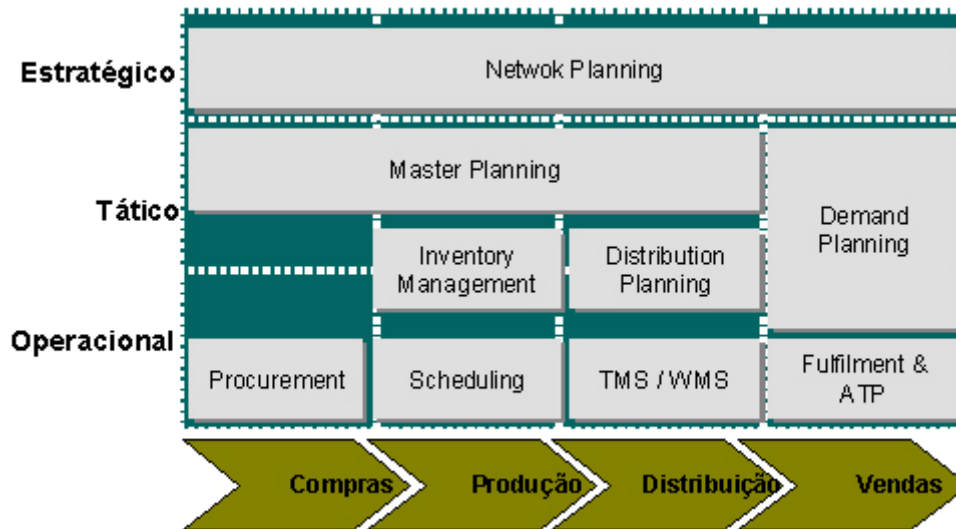 Estratégico
Netwok Planning
Master Planning
Tático
Demand
Planning
Inventory
Management
Distribution
Planning
Operacional
Procurement
Scheduling
TMS / WMS
Fulfilment &
ATP
Compras
Produção
Distribuição
Vendas